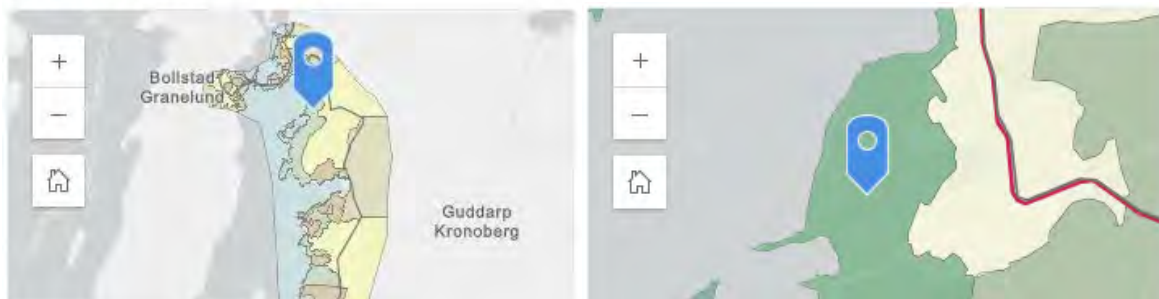 +
−
Bollstad
Granelund
Guddarp
Kronoberg
+
−